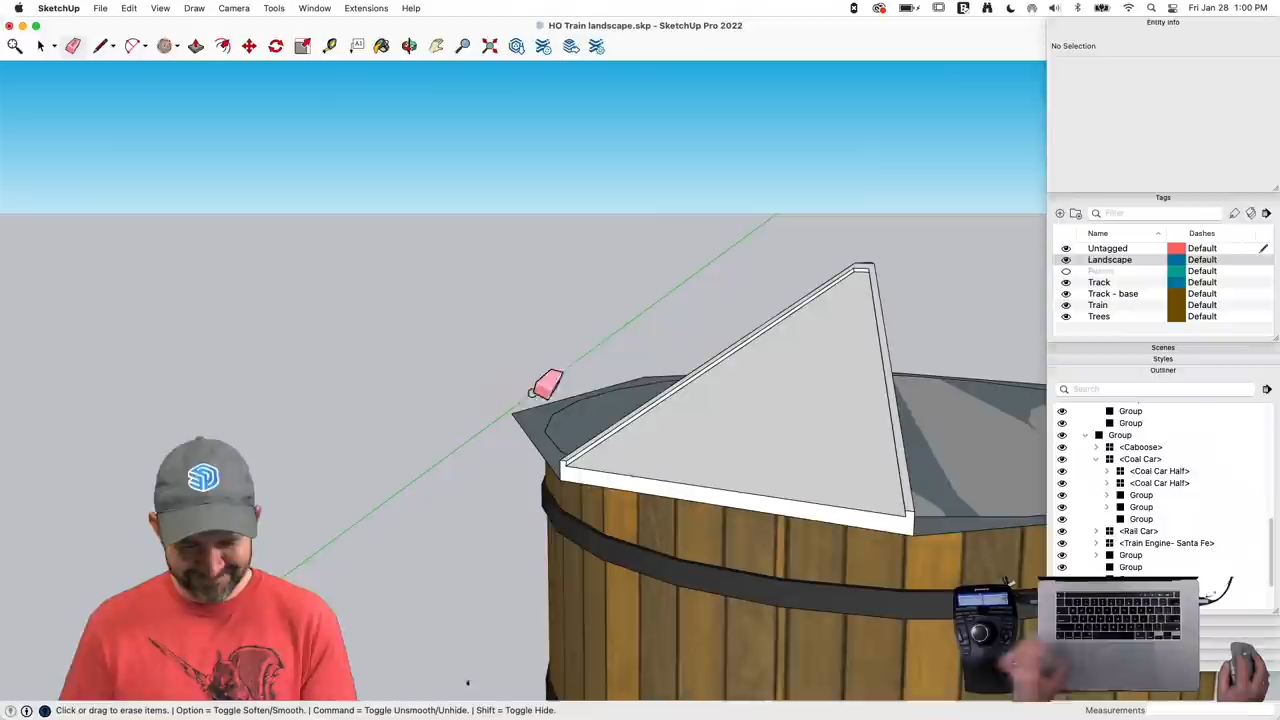 SketchUp File Edit View Draw Camera Tools Window Extensions Help
Fri Jan 28 1:00 PM
HO Train landscape.skp - SketchUp Pro 2022
Entity Info
No Selection
Tags
Filter
Name Dashes
Untagged Default
Landscape Default
Default
Track Default
Track - base Default
Train Default
Trees Default
Scenes
Styles
Outliner
Search
Group
Group
Group
<Caboose>
<Coal Car>
<Coal Car Half>
<Coal Car Half>
Group
Group
Group
<Rail Car>
<Train Engine- Santa Fe>
Group
Group
Click or drag to erase items. | Option = Toggle Soften/Smooth. | Command = Toggle Unsmooth/Unhide. | Shift = Toggle Hide.
Measurements